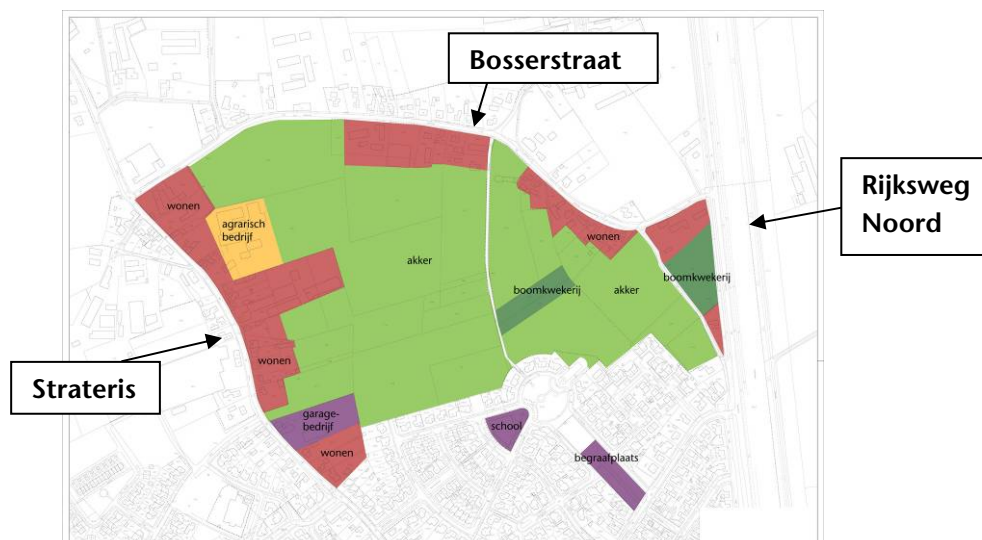 Bosserstraat
Rijksweg
Noord
wonen
agrarisch
bedrijf
akker
wonen
boomkwekerij
boomkwekerij
akker
wonen
Strateris
garage-
bedrijf
school
wonen
begraafplaats